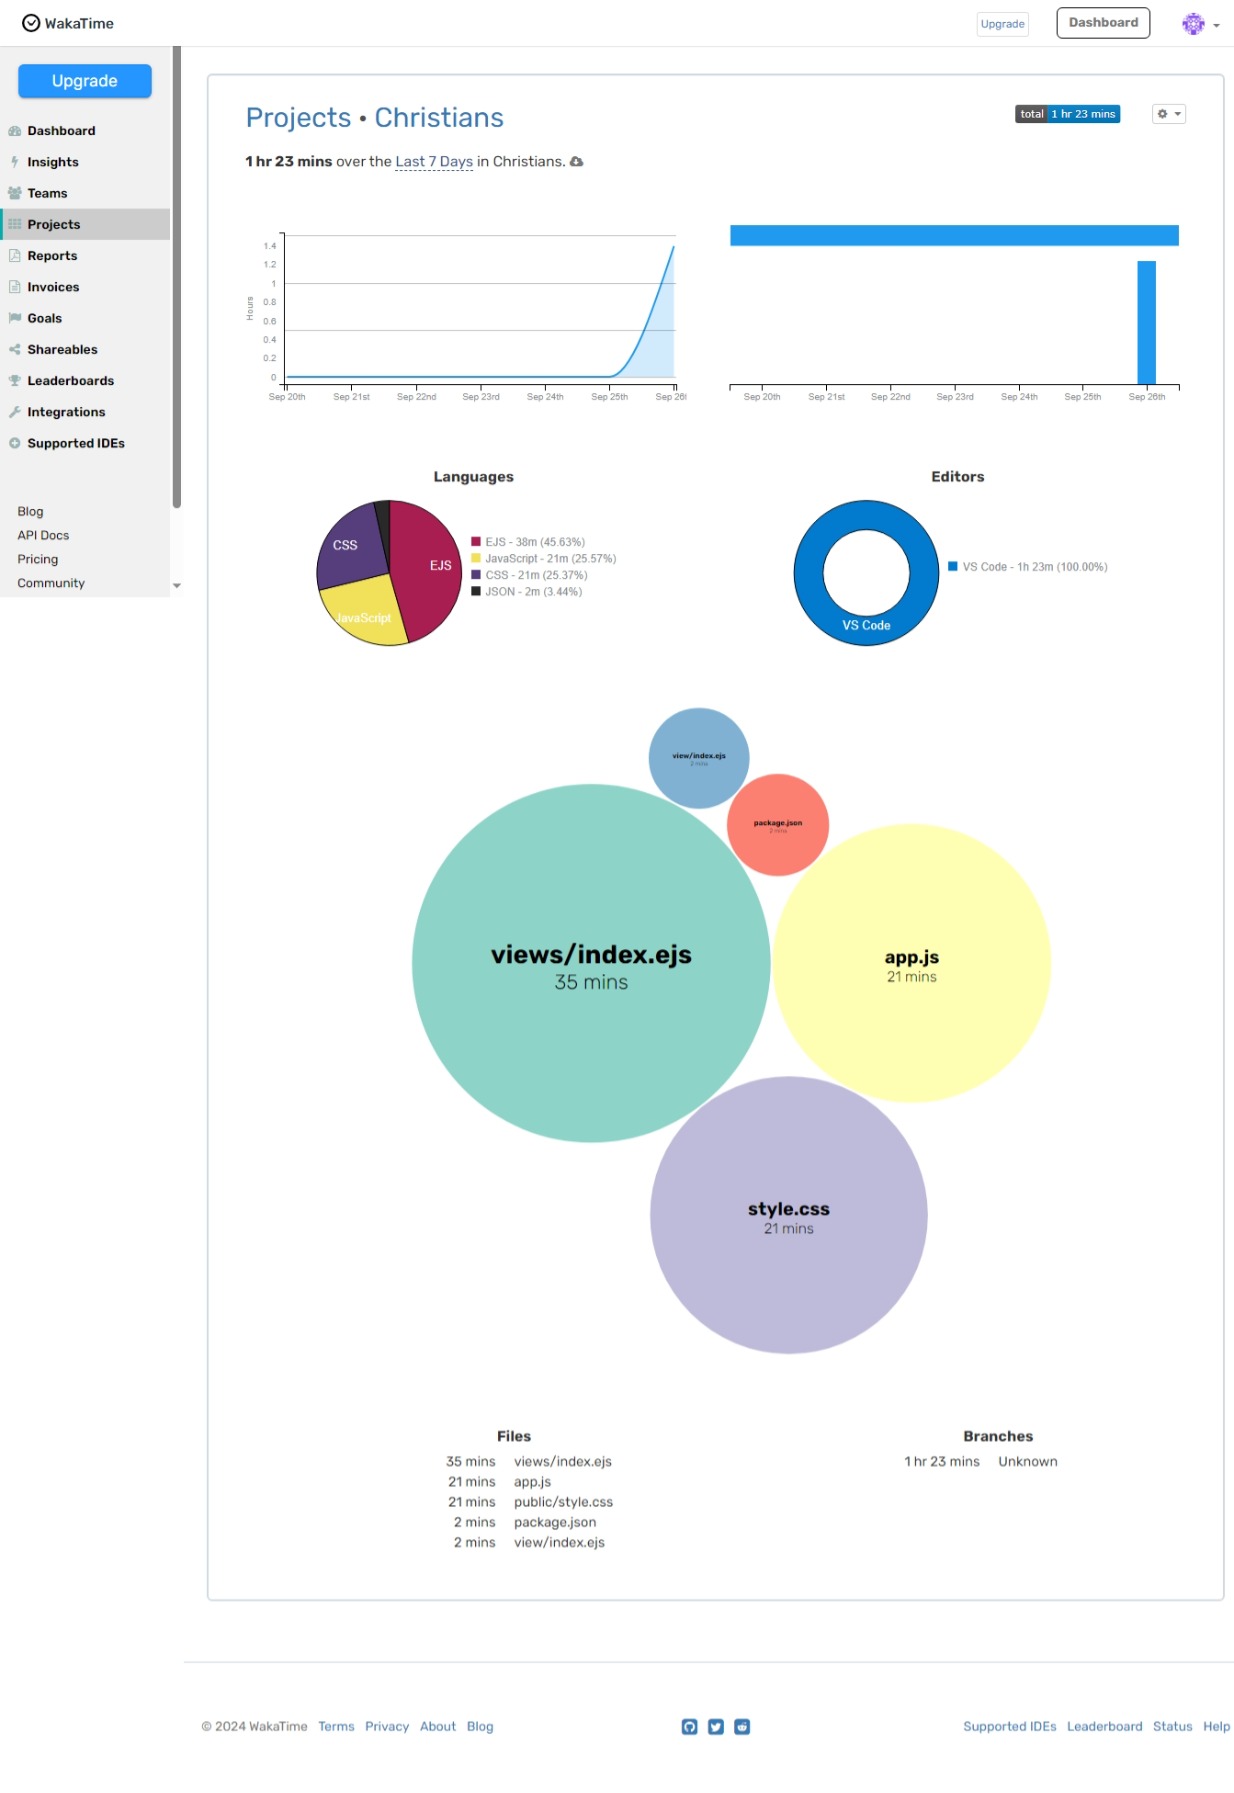 WakaTime
Upgrade
Dashboard
Upgrade
Dashboard
Insights
Teams
Projects
Reports
Invoices
Goals
Shareables
Leaderboards
Integrations
Supported IDEs
Blog
API Docs
Pricing
Community
Projects • Christians
total 1 hr 23 mins
1 hr 23 mins over the Last 7 Days in Christians.
Hours
1.4
1.2
1
0.8
0.6
0.4
0.2
0
Sep 20th Sep 21st Sep 22nd Sep 23rd Sep 24th Sep 25th Sep 26t
Sep 20th Sep 21st Sep 22nd Sep 23rd Sep 24th Sep 25th Sep 26th
Languages
CSS
EJS
JavaScript
EJS - 38m (45.63%)
JavaScript - 21m (25.57%)
CSS - 21m (25.37%)
JSON - 2m (3.44%)
Editors
VS Code
VS Code - 1h 23m (100.00%)
view/index.ejs
2 mins
package.json
2 mins
views/index.ejs
35 mins
app.js
21 mins
style.css
21 mins
Files
35 mins views/index.ejs
21 mins app.js
21 mins public/style.css
2 mins package.json
2 mins view/index.ejs
Branches
1 hr 23 mins Unknown
© 2024 WakaTime Terms Privacy About Blog
Supported IDEs Leaderboard Status Help